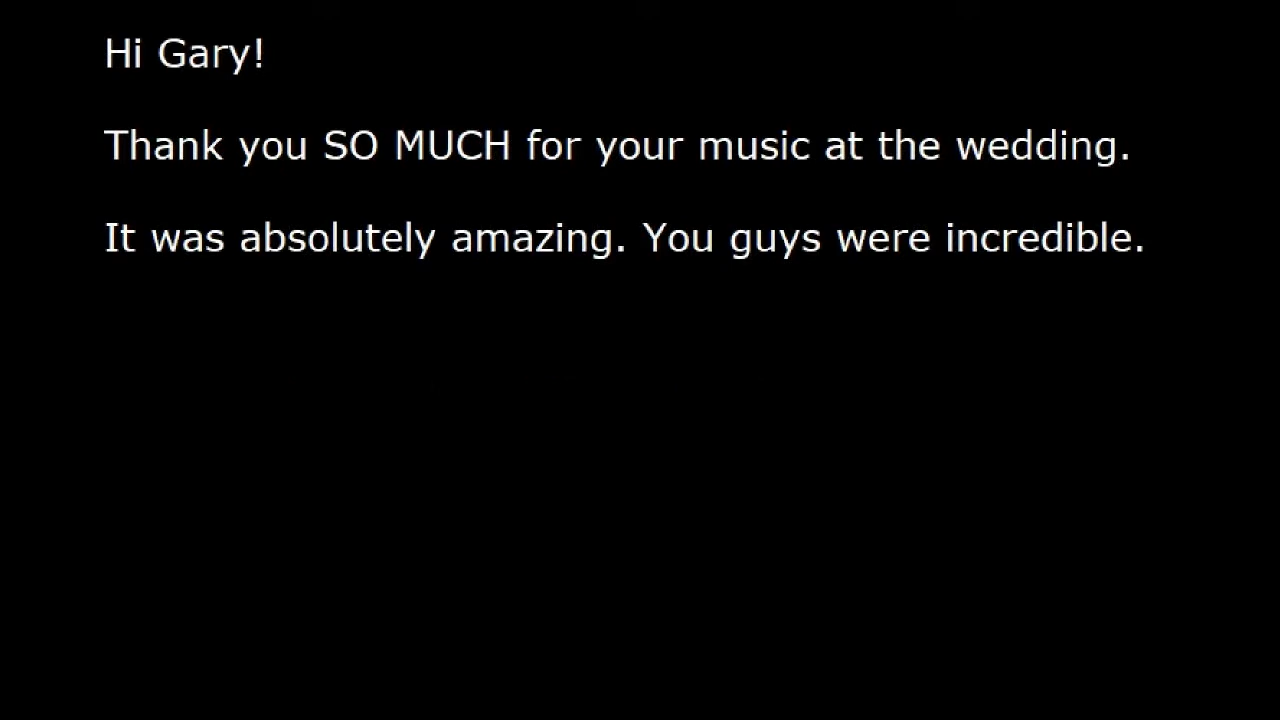 Hi Gary!
Thank you SO MUCH for your music at the wedding.
It was absolutely amazing. You guys were incredible.